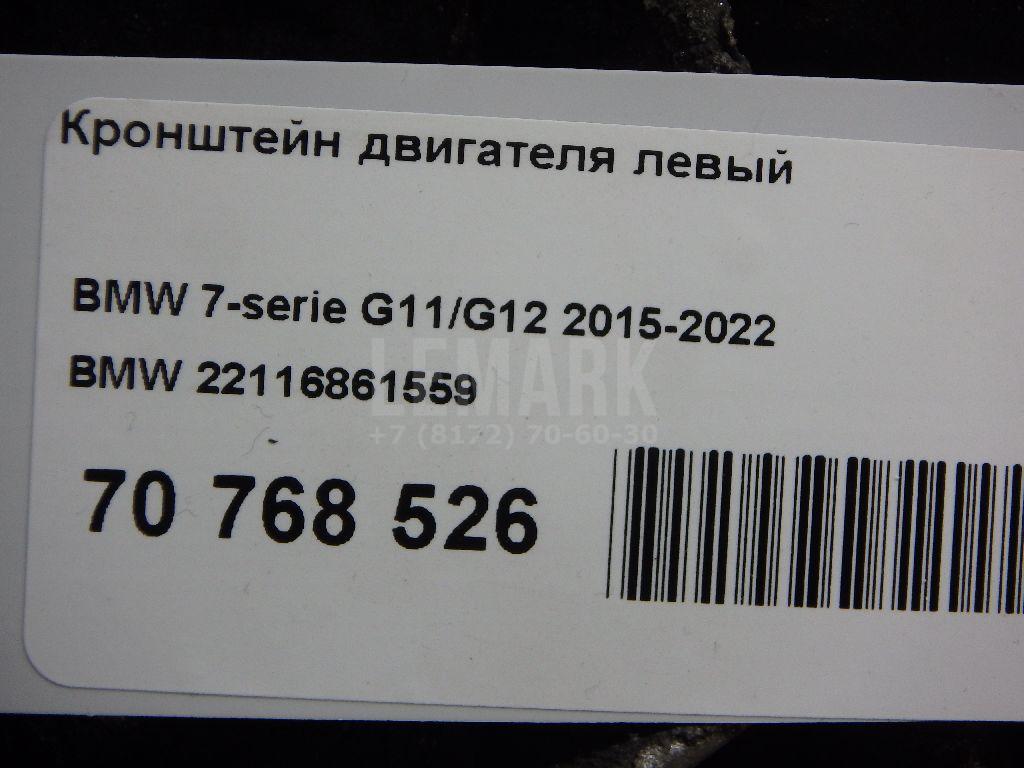 Кронштейн двигателя левый
BMW 7-serie G11/G12 2015-2022
BMW 22116861559
LEMARK
+7 (8172) 70-60-30
70 768 526